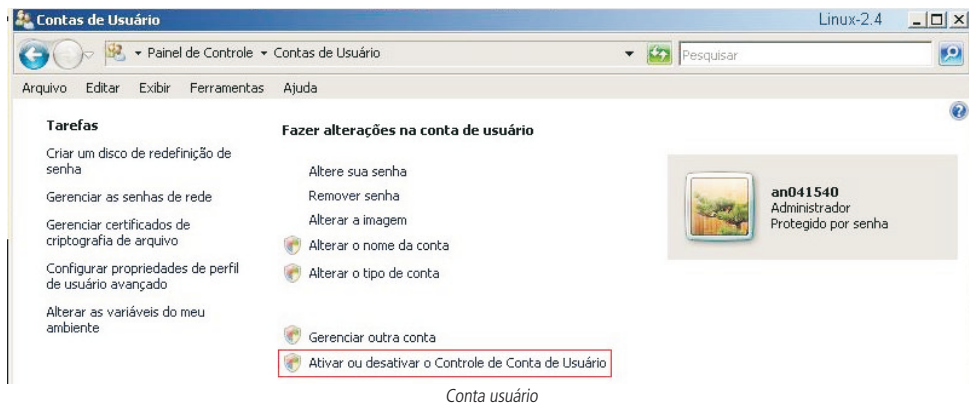 Contas de Usuário
Linux-2.4
Painel de Controle
Contas de Usuário
Pesquisar
Arquivo Editar Exibir Ferramentas Ajuda
Tarefas
Criar um disco de redefinição de
senha
Gerenciar as senhas de rede
Gerenciar certificados de
criptografia de arquivo
Configurar propriedades de perfil
de usuário avançado
Alterar as variáveis do meu
ambiente
Fazer alterações na conta de usuário
Altere sua senha
Remover senha
Alterar a imagem
Alterar o nome da conta
Alterar o tipo de conta
Gerenciar outra conta
Ativar ou desativar o Controle de Conta de Usuário
an041540
Administrador
Protegido por senha
Conta usuário